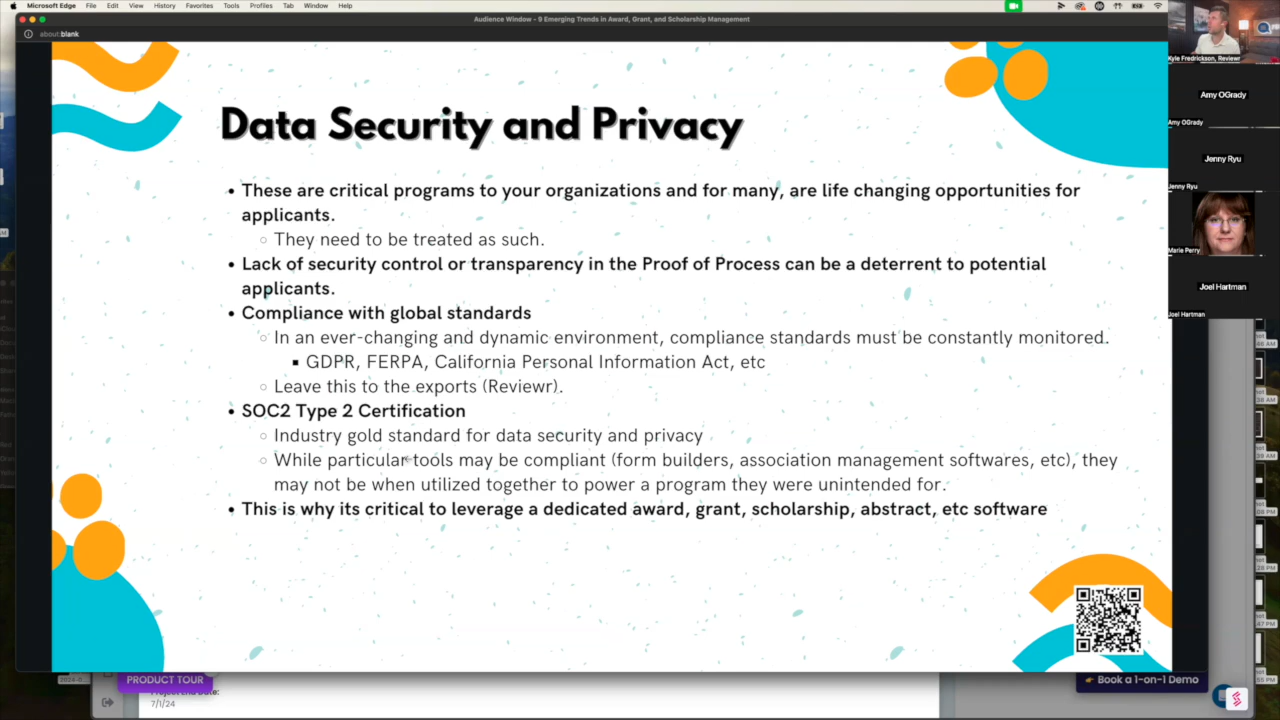 Microsoft Edge File Edit View History Favorites Tools Profiles Tab Window Help
Audience Window - 9 Emerging Trends in Award, Grant, and Scholarship Management
about:blank
Kyle Fredrickson, Reviewr
Amy OGrady
Amy OGrady
Jenny Ryu
Jenny Ryu
Marie Perry
Joel Hartman
Joel Hartman
Data Security and Privacy
• These are critical programs to your organizations and for many, are life changing opportunities for
applicants.
○ They need to be treated as such.
• Lack of security control or transparency in the Proof of Process can be a deterrent to potential
applicants.
• Compliance with global standards
○ In an ever-changing and dynamic environment, compliance standards must be constantly monitored.
▪ GDPR, FERPA, California Personal Information Act, etc
○ Leave this to the exports (Reviewr).
• SOC2 Type 2 Certification
○ Industry gold standard for data security and privacy
○ While particular tools may be compliant (form builders, association management softwares, etc), they
may not be when utilized together to power a program they were unintended for.
• This is why its critical to leverage a dedicated award, grant, scholarship, abstract, etc software
PRODUCT TOUR
Book a 1-on-1 Demo
7/1/24